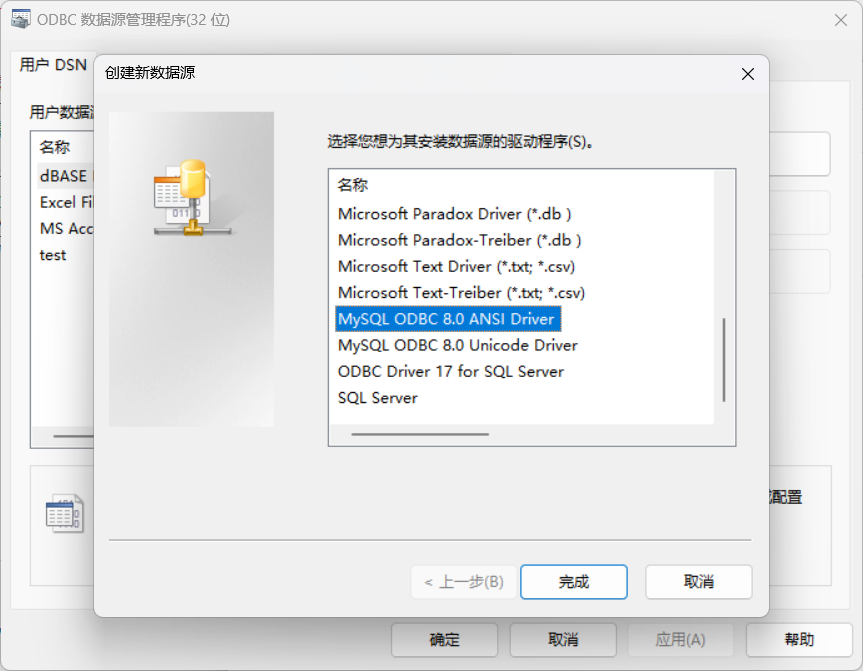 ODBC 数据源管理程序(32 位)
用户 DSN
创建新数据源
用户数据
名称
dBASE
Excel Fi
MS Acc
test
选择您想为其安装数据源的驱动程序(S)。
名称
Microsoft Paradox Driver (*.db )
Microsoft Paradox-Treiber (*.db )
Microsoft Text Driver (*.txt; *.csv)
Microsoft Text-Treiber (*.txt; *.csv)
MySQL ODBC 8.0 ANSI Driver
MySQL ODBC 8.0 Unicode Driver
ODBC Driver 17 for SQL Server
SQL Server
配置
< 上一步(B)
完成
取消
确定
取消
应用(A)
帮助